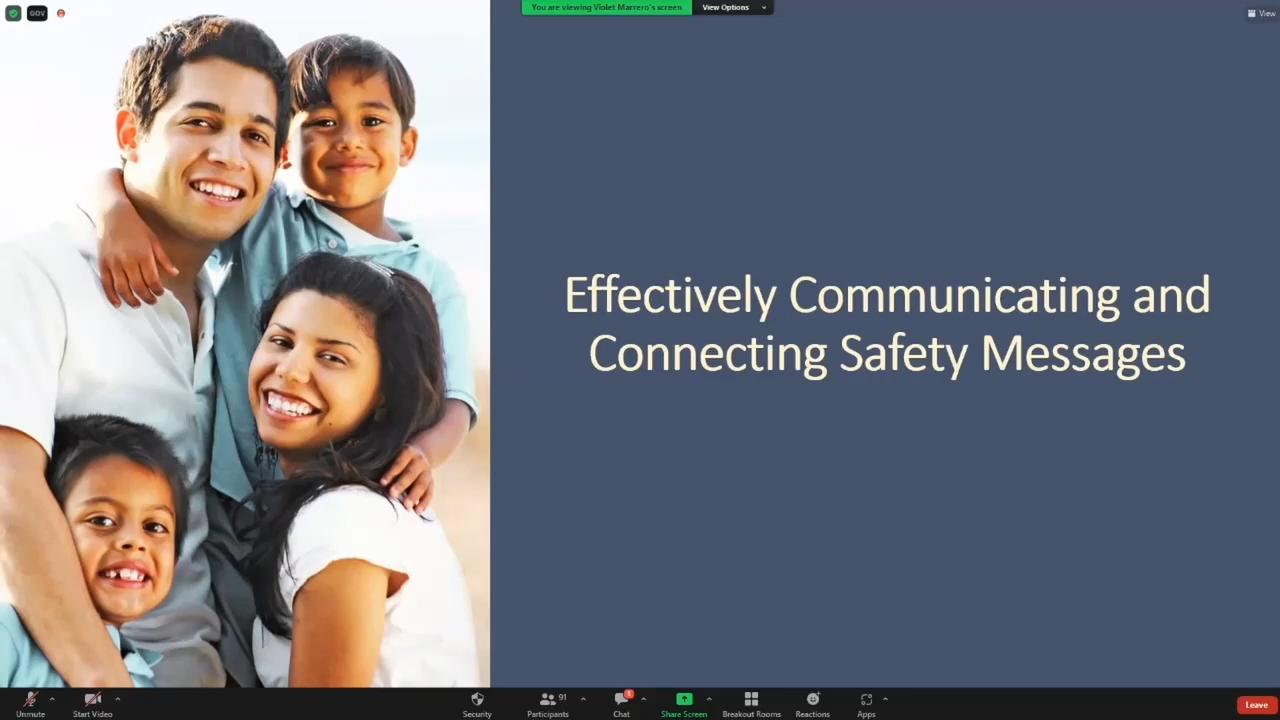 GOV
You are viewing Violet Marrero's screen
View Options
View
Effectively Communicating and
Connecting Safety Messages
Unmute
Start Video
Security
91
Participants
Chat
Share Screen
Breakout Rooms
Reactions
Apps
Leave